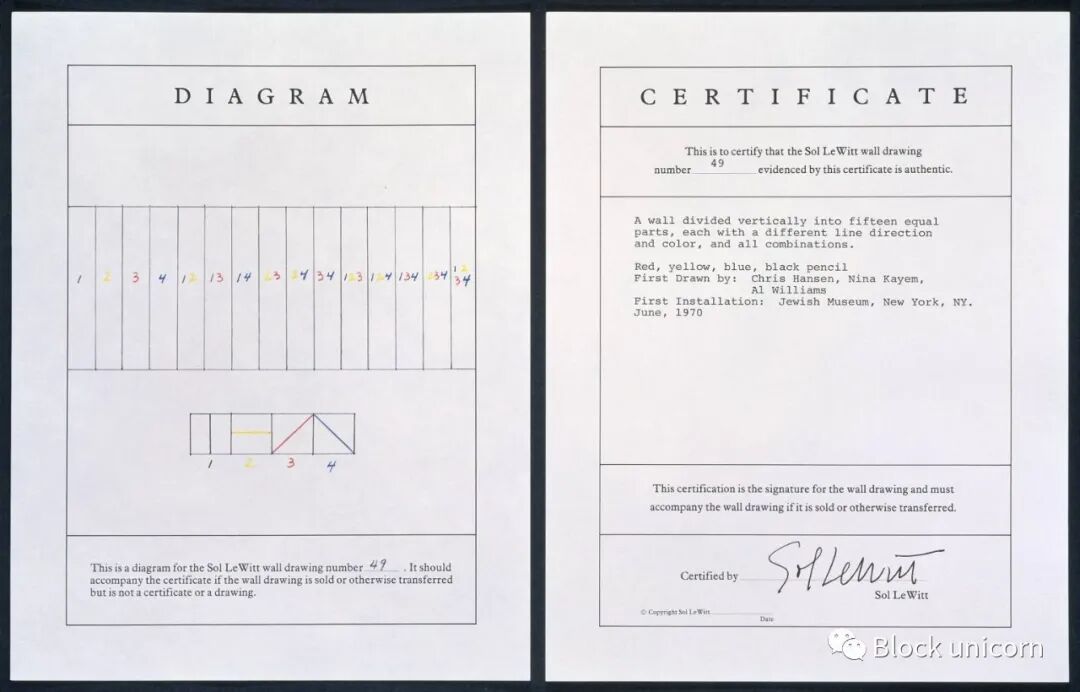 DIAGRAM
1 2 3 4 12 13 14 23 24 34 123 124 134 234 12
34
1 2 3 4
This is a diagram for the Sol LeWitt wall drawing number 49 . It should
accompany the certificate if the wall drawing is sold or otherwise transferred
but is not a certificate or a drawing.
CERTIFICATE
This is to certify that the Sol LeWitt wall drawing
number 49 evidenced by this certificate is authentic.
A wall divided vertically into fifteen equal
parts, each with a different line direction
and color, and all combinations.
Red, yellow, blue, black pencil
First Drawn by: Chris Hansen, Nina Kayem,
Al Williams
First Installation: Jewish Museum, New York, NY.
June, 1970
This certification is the signature for the wall drawing and must
accompany the wall drawing if it is sold or otherwise transferred.
Certified by Sol LeWitt
Sol LeWitt
© Copyright Sol LeWitt
Date
Block unicorn